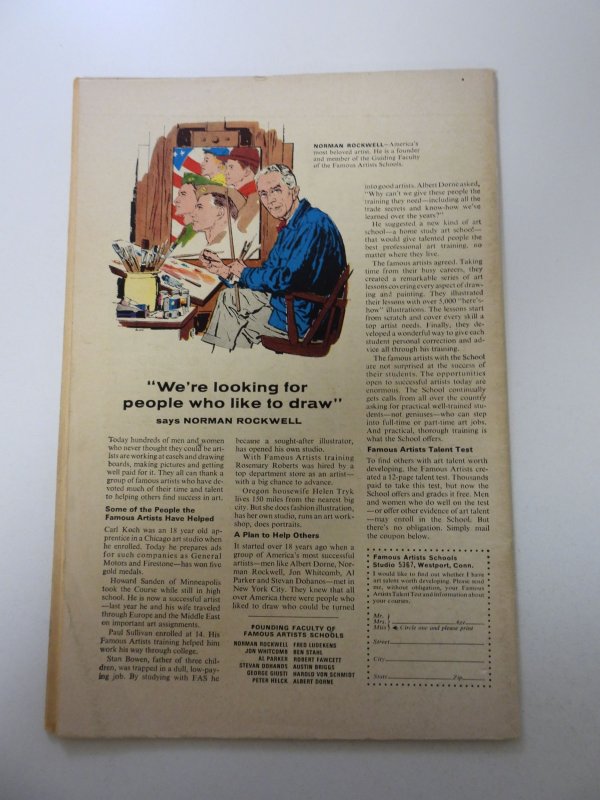 NORMAN ROCKWELL—America's
most beloved artist. He is a founder
and member of the Guiding Faculty
of the Famous Artists Schools.
"We're looking for
people who like to draw"
says NORMAN ROCKWELL
Today hundreds of men and women
who never thought they could be art-
ists are working at easels and drawing
boards, making pictures and getting
well paid for it. They all can thank a
group of famous artists who have de-
voted much of their time and talent
to helping others find success in art.
Some of the People the
Famous Artists Have Helped
Carl Koch was an 18 year old ap-
prentice in a Chicago art studio when
he enrolled. Today he prepares ads
for such companies as General
Motors and Firestone—has won five
gold medals.
Howard Sanden of Minneapolis
took the Course while still in high
school. He is now a successful artist
—last year he and his wife traveled
through Europe and the Middle East
on important art assignments.
Paul Sullivan enrolled at 14. His
Famous Artists training helped him
work his way through college.
Stan Bowen, father of three chil-
dren, was trapped in a dull, low-pay-
ing job. By studying with FAS he
became a sought-after illustrator,
has opened his own studio.
With Famous Artists training
Rosemary Roberts was hired by a
top department store as an artist—
with a big chance to advance.
Oregon housewife Helen Tryk
lives 150 miles from the nearest big
city. But she does fashion illustration,
has her own studio, runs an art work-
shop, does portraits.
A Plan to Help Others
It started over 18 years ago when a
group of America's most successful
artists—men like Albert Dorne, Nor-
man Rockwell, Jon Whitcomb, Al
Parker and Stevan Dohanos—met in
New York City. They knew that all
over America there were people who
liked to draw who could be turned
FOUNDING FACULTY OF
FAMOUS ARTISTS SCHOOLS
NORMAN ROCKWELL FRED LUDEKENS
JON WHITCOMB BEN STAHL
AL PARKER ROBERT FAWCETT
STEVAN DOHANOS AUSTIN BRIGGS
GEORGE GIUSTI HAROLD VON SCHMIDT
PETER HELCK ALBERT DORNE
into good artists. Albert Dorne asked,
"Why can't we give these people the
training they need—including all the
trade secrets and know-how we've
learned over the years?"
He suggested a new kind of art
school—a home study art school—
that would give talented people the
best professional art training, no
matter where they live.
The famous artists agreed. Taking
time from their busy careers, they
created a remarkable series of art
lessons covering every aspect of draw-
ing and painting. They illustrated
their lessons with over 5,000 "here's-
how" illustrations. The lessons start
from scratch and cover every skill a
top artist needs. Finally, they de-
veloped a wonderful way to give each
student personal correction and ad-
vice all through his training.
The famous artists with the School
are not surprised at the success of
their students. The opportunities
open to successful artists today are
enormous. The School continually
gets calls from all over the country
asking for practical well-trained stu-
dents—not geniuses—who can step
into full-time or part-time art jobs.
And practical, thorough training is
what the School offers.
Famous Artists Talent Test
To find others with art talent worth
developing, the Famous Artists cre-
ated a 12-page talent test. Thousands
paid to take this test, but now the
School offers and grades it free. Men
and women who do well on the test
—or offer other evidence of art talent
—may enroll in the School. But
there's no obligation. Simply mail
the coupon below.
Famous Artists Schools
Studio 5367, Westport, Conn.
I would like to find out whether I have
art talent worth developing. Please send
me, without obligation, your Famous
Artists Talent Test and information about
your courses.
Mr.
Mrs. Age
Miss Circle one and please print
Street
City
State Zip